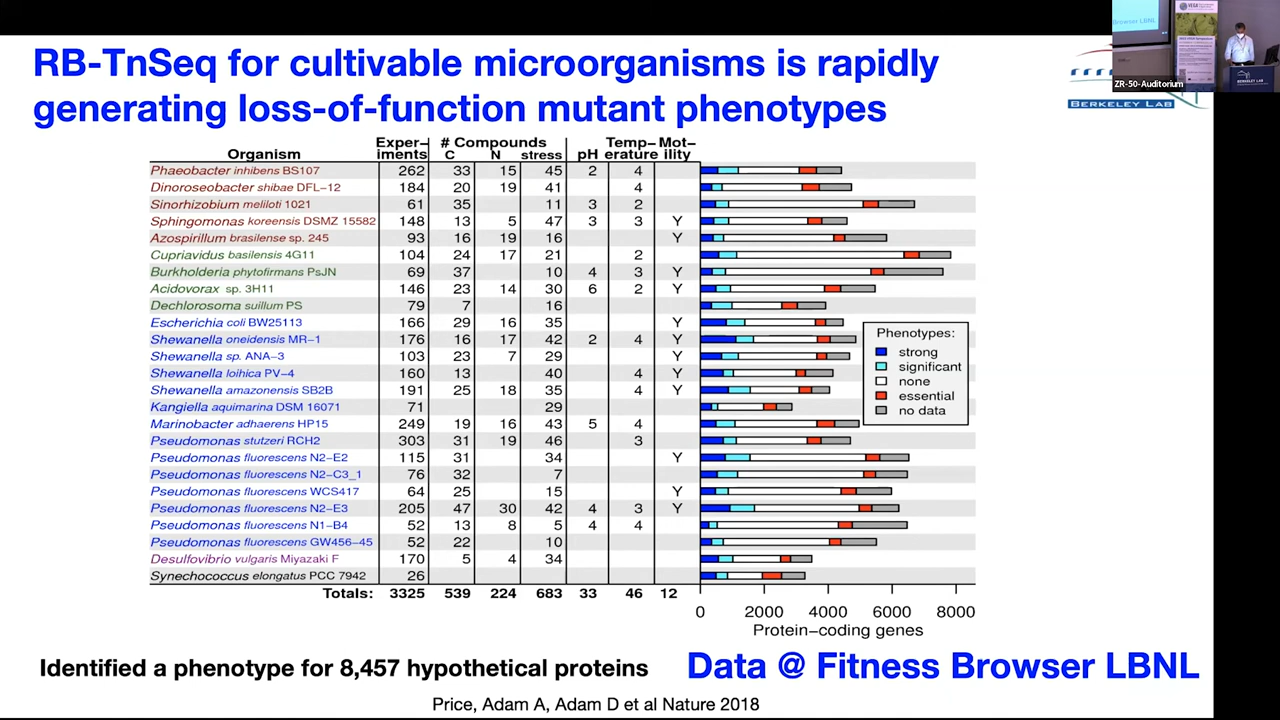 RB-TnSeq for cultivable microorganisms is rapidly
generating loss-of-function mutant phenotypes
Browser LBNL
VEGA
ZR-50-Auditorium
BERKELEY LAB
BERKELEY LAB
Exper- # Compounds Temp- Mot-
Organism iments C N stress pH erature ility
Phaeobacter inhibens BS107 262 33 15 45 2 4
Dinoroseobacter shibae DFL-12 184 20 19 41 4
Sinorhizobium meliloti 1021 61 35 11 3 2
Sphingomonas koreensis DSMZ 15582 148 13 5 47 3 3 Y
Azospirillum brasilense sp. 245 93 16 19 16 Y
Cupriavidus basilensis 4G11 104 24 17 21 2
Burkholderia phytofirmans PsJN 69 37 10 4 3 Y
Acidovorax sp. 3H11 146 23 14 30 6 2 Y
Dechlorosoma suillum PS 79 7 16
Escherichia coli BW25113 166 29 16 35 Y
Shewanella oneidensis MR-1 176 16 17 42 2 4 Y
Shewanella sp. ANA-3 103 23 7 29 Y
Shewanella loihica PV-4 160 13 40 4 Y
Shewanella amazonensis SB2B 191 25 18 35 4 Y
Kangiella aquimarina DSM 16071 71 29
Marinobacter adhaerens HP15 249 19 16 43 5 4
Pseudomonas stutzeri RCH2 303 31 19 46 3
Pseudomonas fluorescens N2-E2 115 31 34 Y
Pseudomonas fluorescens N2-C3_1 76 32 7
Pseudomonas fluorescens WCS417 64 25 15 Y
Pseudomonas fluorescens N2-E3 205 47 30 42 4 3 Y
Pseudomonas fluorescens N1-B4 52 13 8 5 4 4
Pseudomonas fluorescens GW456-45 52 22 10
Desulfovibrio vulgaris Miyazaki F 170 5 4 34
Synechococcus elongatus PCC 7942 26
Totals: 3325 539 224 683 33 46 12
Phenotypes:
strong
significant
none
essential
no data
0 2000 4000 6000 8000
Protein-coding genes
Identified a phenotype for 8,457 hypothetical proteins
Data @ Fitness Browser LBNL
Price, Adam A, Adam D et al Nature 2018